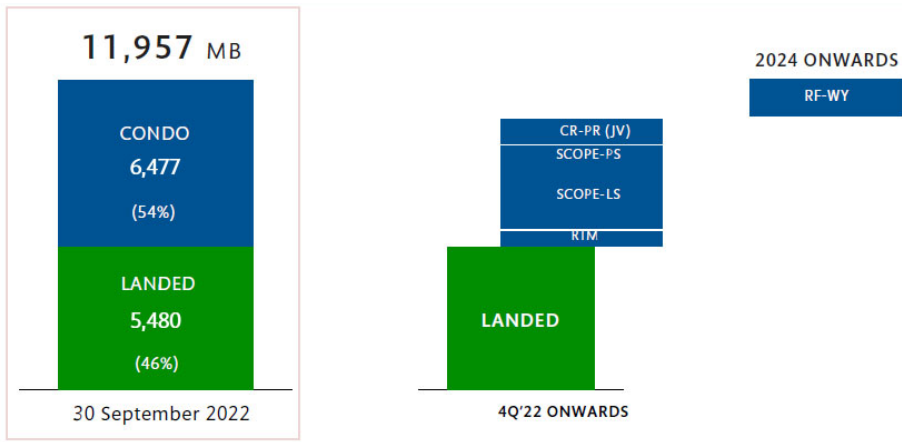 11,957 MB
CONDO
6,477
(54%)
LANDED
5,480
(46%)
30 September 2022
CR-PR (JV)
SCOPE-PS
SCOPE-LS
RTM
LANDED
4Q'22 ONWARDS
2024 ONWARDS
RF-WY